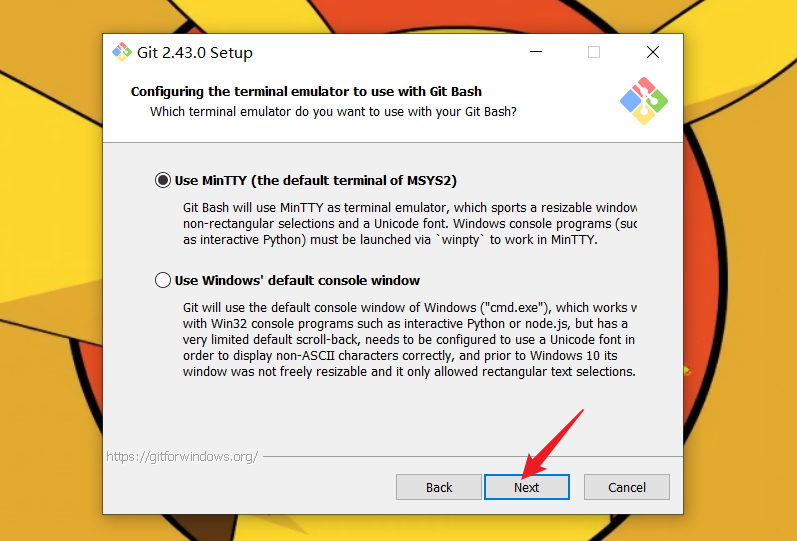 Git 2.43.0 Setup
Configuring the terminal emulator to use with Git Bash
Which terminal emulator do you want to use with your Git Bash?
Use MinTTY (the default terminal of MSYS2)
Git Bash will use MinTTY as terminal emulator, which sports a resizable window
non-rectangular selections and a Unicode font. Windows console programs (suc
as interactive Python) must be launched via `winpty` to work in MinTTY.
Use Windows' default console window
Git will use the default console window of Windows ("cmd.exe"), which works w
with Win32 console programs such as interactive Python or node.js, but has a
very limited default scroll-back, needs to be configured to use a Unicode font in
order to display non-ASCII characters correctly, and prior to Windows 10 its
window was not freely resizable and it only allowed rectangular text selections.
https://gitforwindows.org/
Back Next Cancel